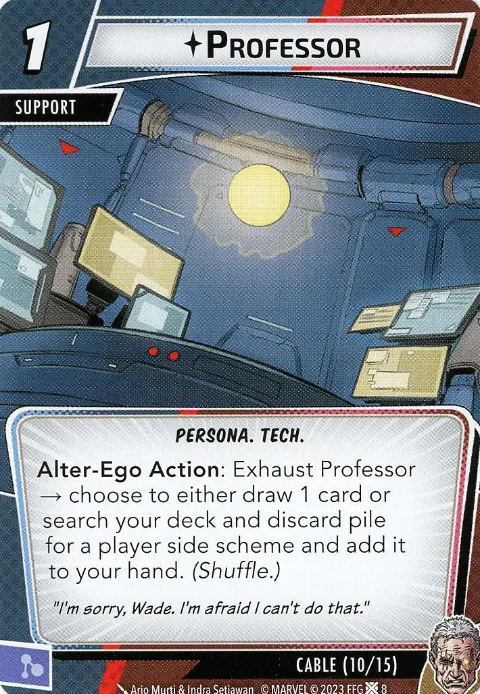 1
PROFESSOR
SUPPORT
PERSONA. TECH.
Alter-Ego Action: Exhaust Professor
→ choose to either draw 1 card or
search your deck and discard pile
for a player side scheme and add it
to your hand. (Shuffle.)
"I'm sorry, Wade. I'm afraid I can't do that."
CABLE (10/15)
Ario Murti & Indra Setiawan © MARVEL © 2023 FFG 8